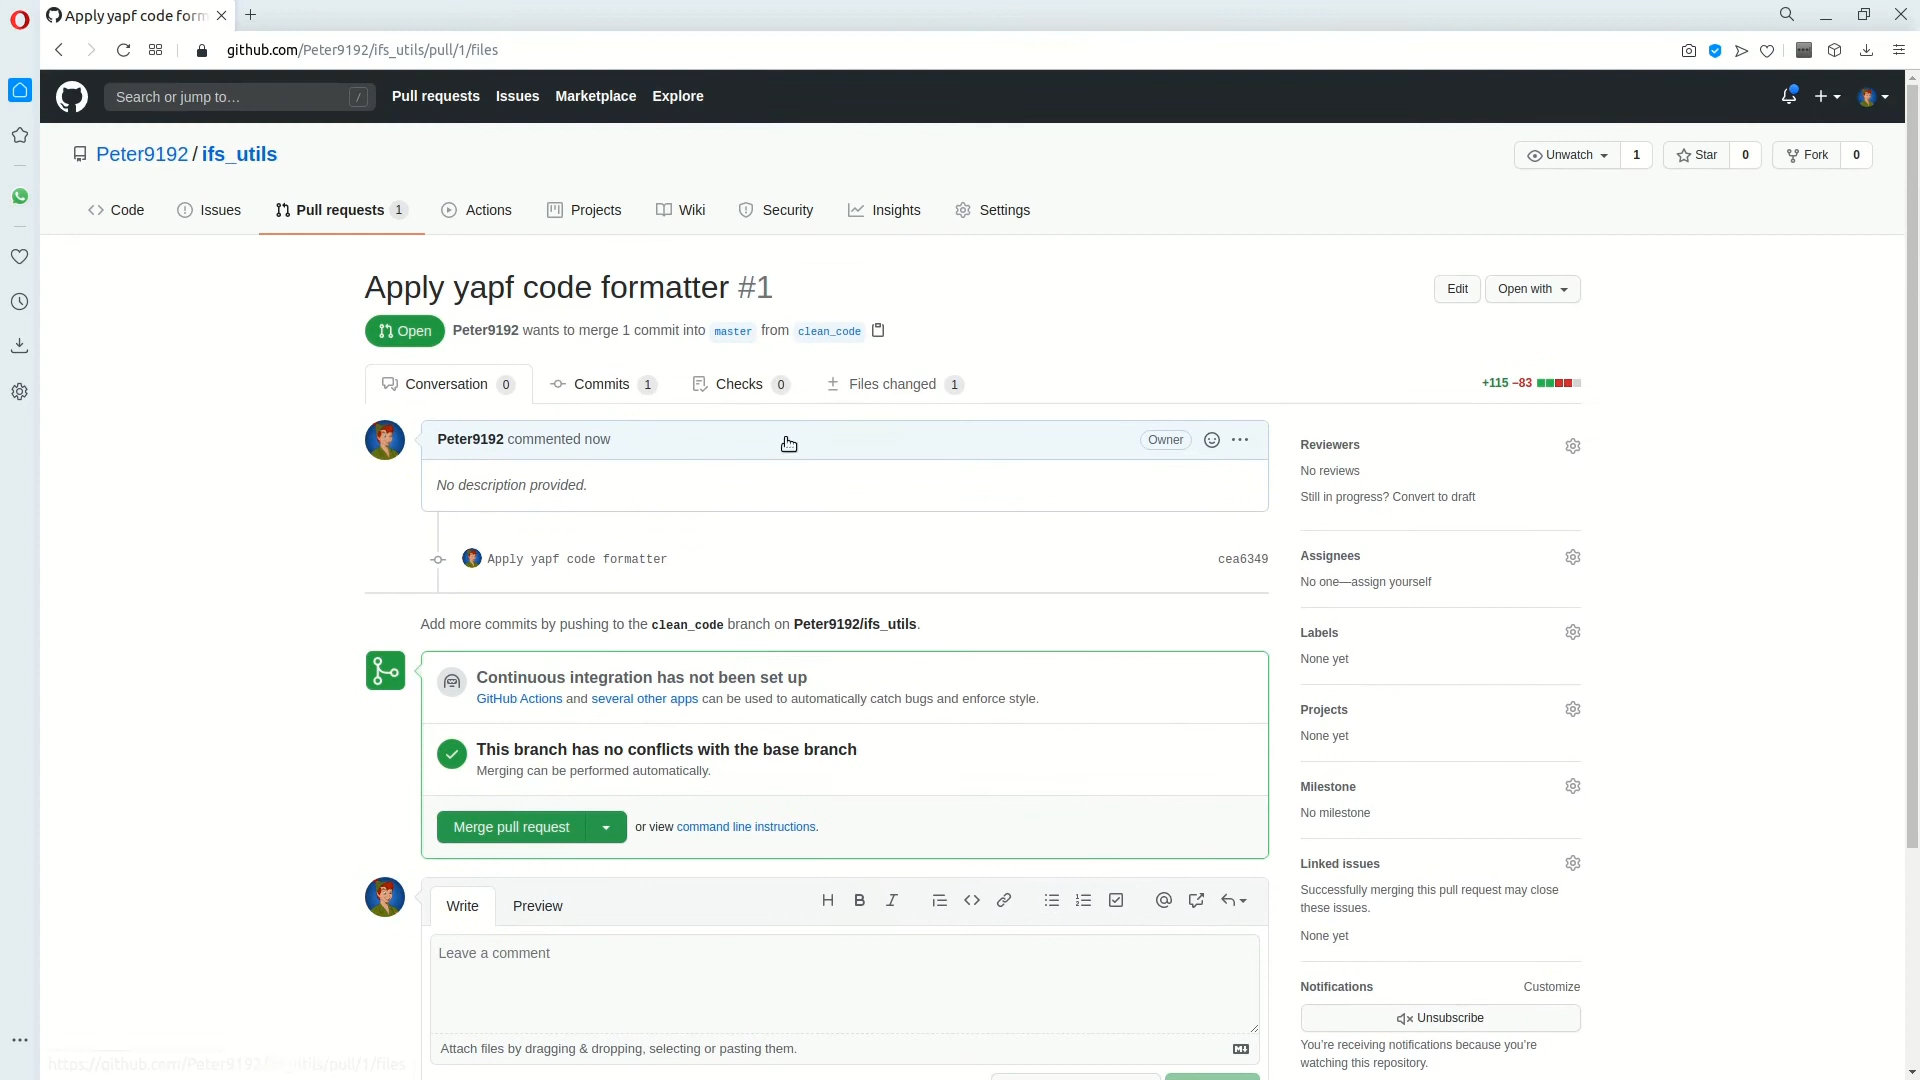 Apply yapf code form
github.com/Peter9192/ifs_utils/pull/1/files
Search or jump to… /
Pull requests Issues Marketplace Explore
Peter9192 / ifs_utils
Unwatch 1 Star 0 Fork 0
Code Issues Pull requests 1 Actions Projects Wiki Security Insights Settings
Apply yapf code formatter #1
Edit Open with
Open Peter9192 wants to merge 1 commit into master from clean_code
Conversation 0 Commits 1 Checks 0 Files changed 1
+115 −83
Peter9192 commented now
Owner
No description provided.
Apply yapf code formatter cea6349
Add more commits by pushing to the clean_code branch on Peter9192/ifs_utils.
Continuous integration has not been set up
GitHub Actions and several other apps can be used to automatically catch bugs and enforce style.
This branch has no conflicts with the base branch
Merging can be performed automatically.
Merge pull request or view command line instructions.
Write Preview
H B I
Leave a comment
Attach files by dragging & dropping, selecting or pasting them.
Reviewers
No reviews
Still in progress? Convert to draft
Assignees
No one—assign yourself
Labels
None yet
Projects
None yet
Milestone
No milestone
Linked issues
Successfully merging this pull request may close
these issues.
None yet
Notifications Customize
Unsubscribe
You’re receiving notifications because you’re
watching this repository.
https://github.com/Peter9192/ifs_utils/pull/1/files